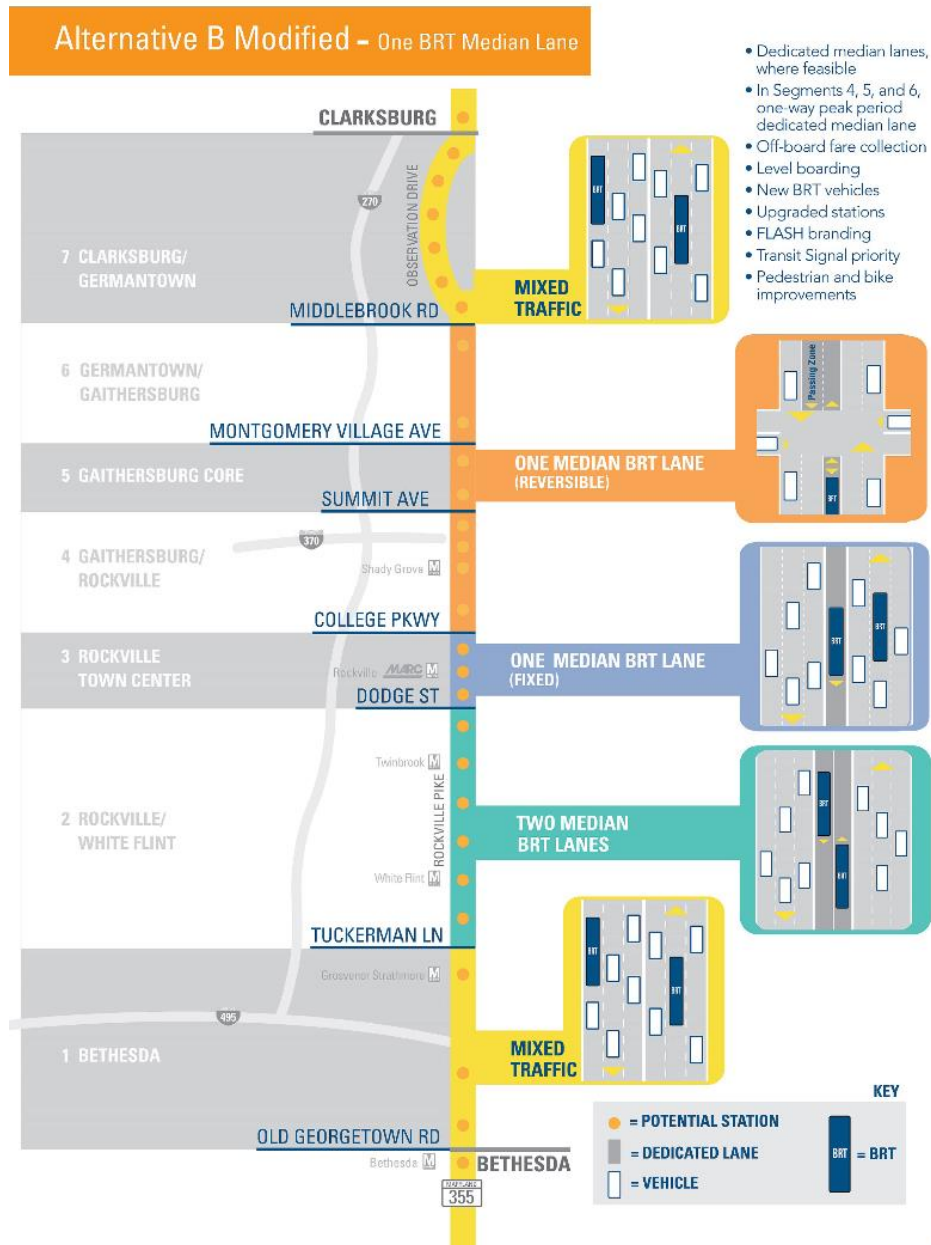 Alternative B Modified – One BRT Median Lane
• Dedicated median lanes,
where feasible
• In Segments 4, 5, and 6,
one-way peak period
dedicated median lane
• Off-board fare collection
• Level boarding
• New BRT vehicles
• Upgraded stations
• FLASH branding
• Transit Signal priority
• Pedestrian and bike
improvements
CLARKSBURG
OBSERVATION DRIVE
270
7 CLARKSBURG/
GERMANTOWN
MIDDLEBROOK RD
MIXED
TRAFFIC
BRT
BRT
6 GERMANTOWN/
GAITHERSBURG
MONTGOMERY VILLAGE AVE
5 GAITHERSBURG CORE
SUMMIT AVE
ONE MEDIAN BRT LANE
(REVERSIBLE)
Passing Zone
BRT
370
4 GAITHERSBURG/
ROCKVILLE
Shady Grove M
COLLEGE PKWY
3 ROCKVILLE
TOWN CENTER
Rockville MARC M
DODGE ST
ONE MEDIAN BRT LANE
(FIXED)
BRT
BRT
Twinbrook M
ROCKVILLE PIKE
2 ROCKVILLE/
WHITE FLINT
White Flint M
TWO MEDIAN
BRT LANES
BRT
BRT
TUCKERMAN LN
Grosvenor Strathmore M
495
1 BETHESDA
MIXED
TRAFFIC
BRT
BRT
OLD GEORGETOWN RD
Bethesda M
BETHESDA
MARYLAND
355
KEY
= POTENTIAL STATION
= DEDICATED LANE
= VEHICLE
BRT = BRT